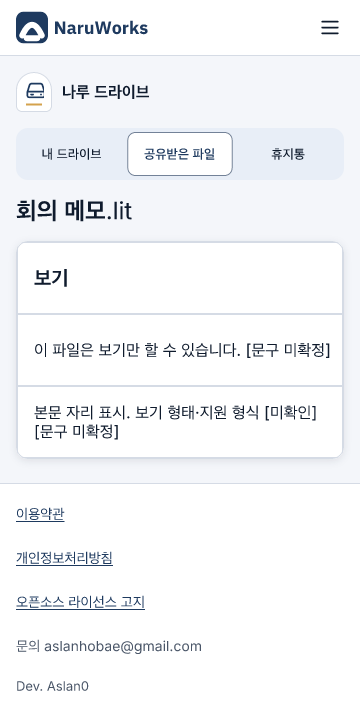 NaruWorks
나루 드라이브
내 드라이브
공유받은 파일
휴지통
회의 메모.lit
보기
이 파일은 보기만 할 수 있습니다. [문구 미확정]
본문 자리 표시. 보기 형태·지원 형식 [미확인]
[문구 미확정]
이용약관
개인정보처리방침
오픈소스 라이선스 고지
문의 aslanhobae@gmail.com
Dev. Aslan0